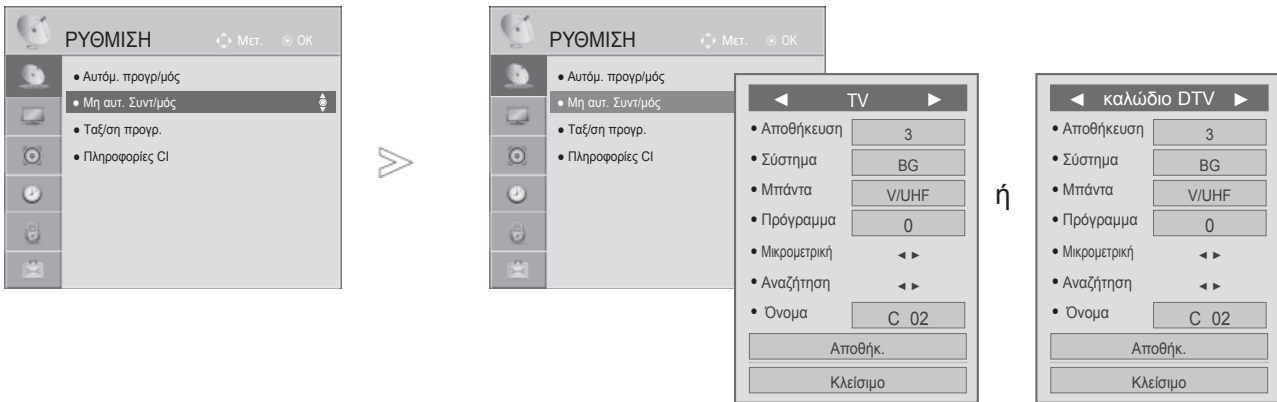 ΡΥΘΜΙΣΗ Μετ. OK
● Αυτόμ. προγρ/μός
● Μη αυτ. Συντ/μός
● Ταξ/ση προγρ.
● Πληροφορίες CI
ΡΥΘΜΙΣΗ Μετ. OK
● Αυτόμ. προγρ/μός
● Μη αυτ. Συντ/μός
● Ταξ/ση προγρ.
● Πληροφορίες CI
◄ TV ►
• Αποθήκευση 3
• Σύστημα BG
• Μπάντα V/UHF
• Πρόγραμμα 0
• Μικρομετρική ◄ ►
• Αναζήτηση ◄ ►
• Όνομα C 02
Αποθήκ.
Κλείσιμο
ή
◄ καλώδιο DTV ►
• Αποθήκευση 3
• Σύστημα BG
• Μπάντα V/UHF
• Πρόγραμμα 0
• Μικρομετρική ◄ ►
• Αναζήτηση ◄ ►
• Όνομα C 02
Αποθήκ.
Κλείσιμο